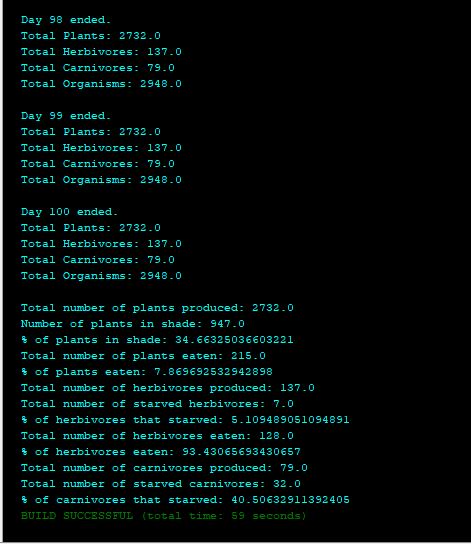 Day 98 ended.
Total Plants: 2732.0
Total Herbivores: 137.0
Total Carnivores: 79.0
Total Organisms: 2948.0
Day 99 ended.
Total Plants: 2732.0
Total Herbivores: 137.0
Total Carnivores: 79.0
Total Organisms: 2948.0
Day 100 ended.
Total Plants: 2732.0
Total Herbivores: 137.0
Total Carnivores: 79.0
Total Organisms: 2948.0
Total number of plants produced: 2732.0
Number of plants in shade: 947.0
% of plants in shade: 34.66325036603221
Total number of plants eaten: 215.0
% of plants eaten: 7.869692532942898
Total number of herbivores produced: 137.0
Total number of starved herbivores: 7.0
% of herbivores that starved: 5.109489051094891
Total number of herbivores eaten: 128.0
% of herbivores eaten: 93.43065693430657
Total number of carnivores produced: 79.0
Total number of starved carnivores: 32.0
% of carnivores that starved: 40.50632911392405
BUILD SUCCESSFUL (total time: 59 seconds)